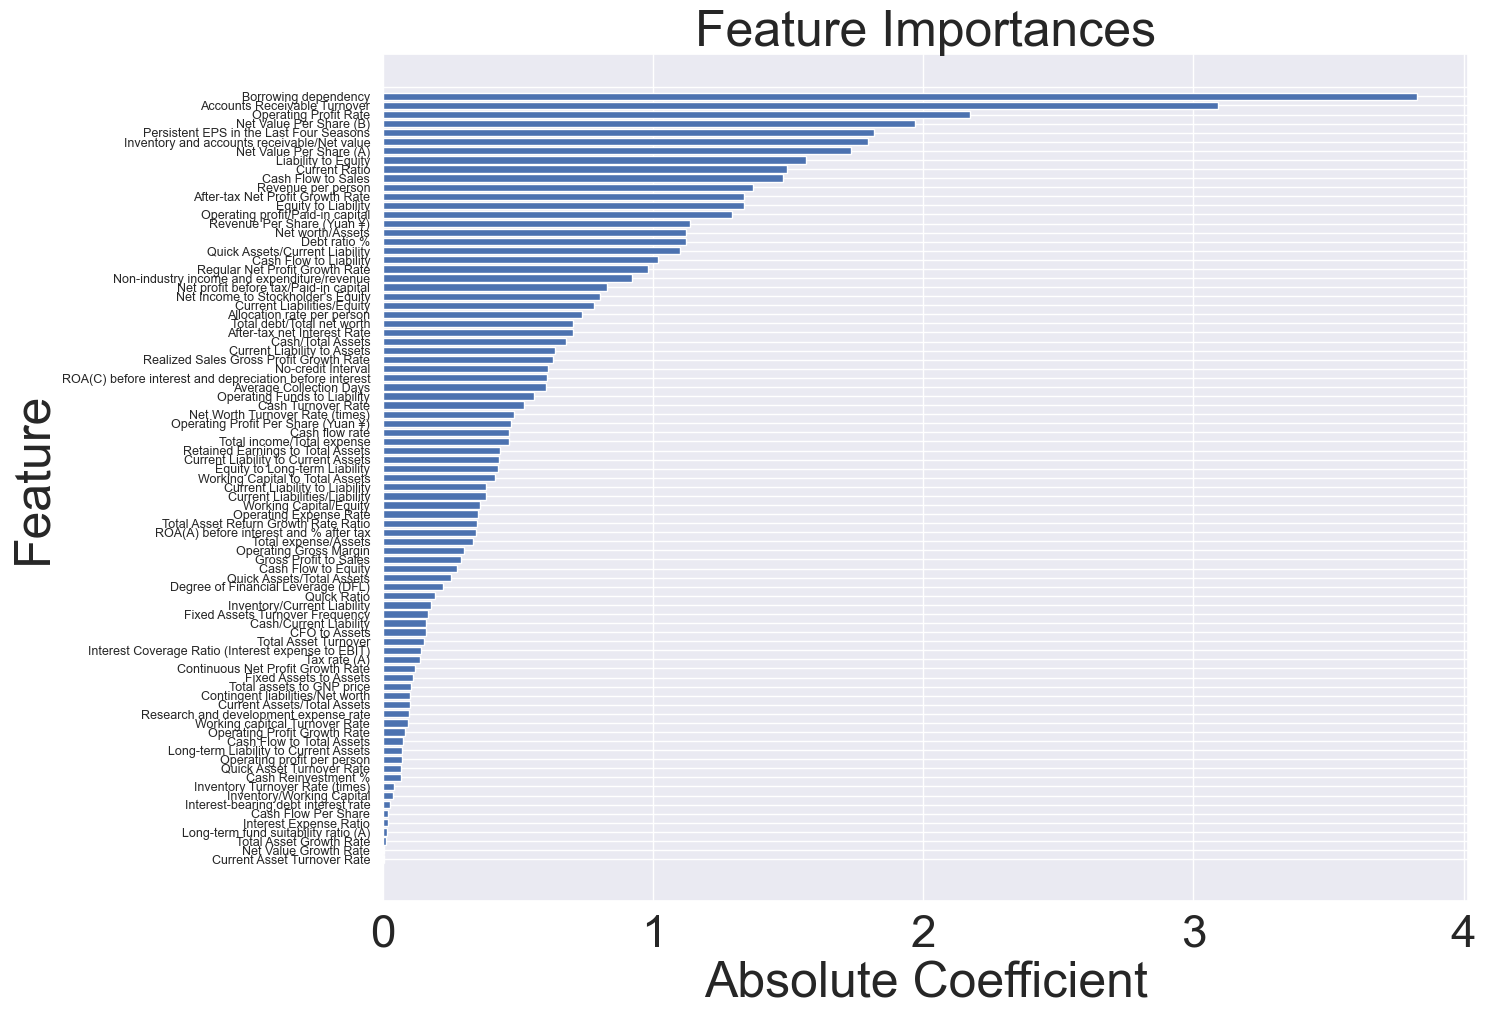 Feature Importances
Borrowing dependency
Accounts Receivable Turnover
Operating Profit Rate
Net Value Per Share (B)
Persistent EPS in the Last Four Seasons
Inventory and accounts receivable/Net value
Net Value Per Share (A)
Liability to Equity
Current Ratio
Cash Flow to Sales
Revenue per person
After-tax Net Profit Growth Rate
Equity to Liability
Operating profit/Paid-in capital
Revenue Per Share (Yuan ¥)
Net worth/Assets
Debt ratio %
Quick Assets/Current Liability
Cash Flow to Liability
Regular Net Profit Growth Rate
Non-industry income and expenditure/revenue
Net profit before tax/Paid-in capital
Net Income to Stockholder's Equity
Current Liabilities/Equity
Allocation rate per person
Total debt/Total net worth
After-tax net Interest Rate
Cash/Total Assets
Current Liability to Assets
Realized Sales Gross Profit Growth Rate
No-credit Interval
ROA(C) before interest and depreciation before interest
Average Collection Days
Operating Funds to Liability
Cash Turnover Rate
Net Worth Turnover Rate (times)
Operating Profit Per Share (Yuan ¥)
Cash flow rate
Total income/Total expense
Retained Earnings to Total Assets
Current Liability to Current Assets
Equity to Long-term Liability
Working Capital to Total Assets
Current Liability to Liability
Current Liabilities/Liability
Working Capital/Equity
Operating Expense Rate
Total Asset Return Growth Rate Ratio
ROA(A) before interest and % after tax
Total expense/Assets
Operating Gross Margin
Gross Profit to Sales
Cash Flow to Equity
Quick Assets/Total Assets
Degree of Financial Leverage (DFL)
Quick Ratio
Inventory/Current Liability
Fixed Assets Turnover Frequency
Cash/Current Liability
CFO to Assets
Total Asset Turnover
Interest Coverage Ratio (Interest expense to EBIT)
Tax rate (A)
Continuous Net Profit Growth Rate
Fixed Assets to Assets
Total assets to GNP price
Contingent liabilities/Net worth
Current Assets/Total Assets
Research and development expense rate
Working capitcal Turnover Rate
Operating Profit Growth Rate
Cash Flow to Total Assets
Long-term Liability to Current Assets
Operating profit per person
Quick Asset Turnover Rate
Cash Reinvestment %
Inventory Turnover Rate (times)
Inventory/Working Capital
Interest-bearing debt interest rate
Cash Flow Per Share
Interest Expense Ratio
Long-term fund suitability ratio (A)
Total Asset Growth Rate
Net Value Growth Rate
Current Asset Turnover Rate
Feature
0 1 2 3 4
Absolute Coefficient